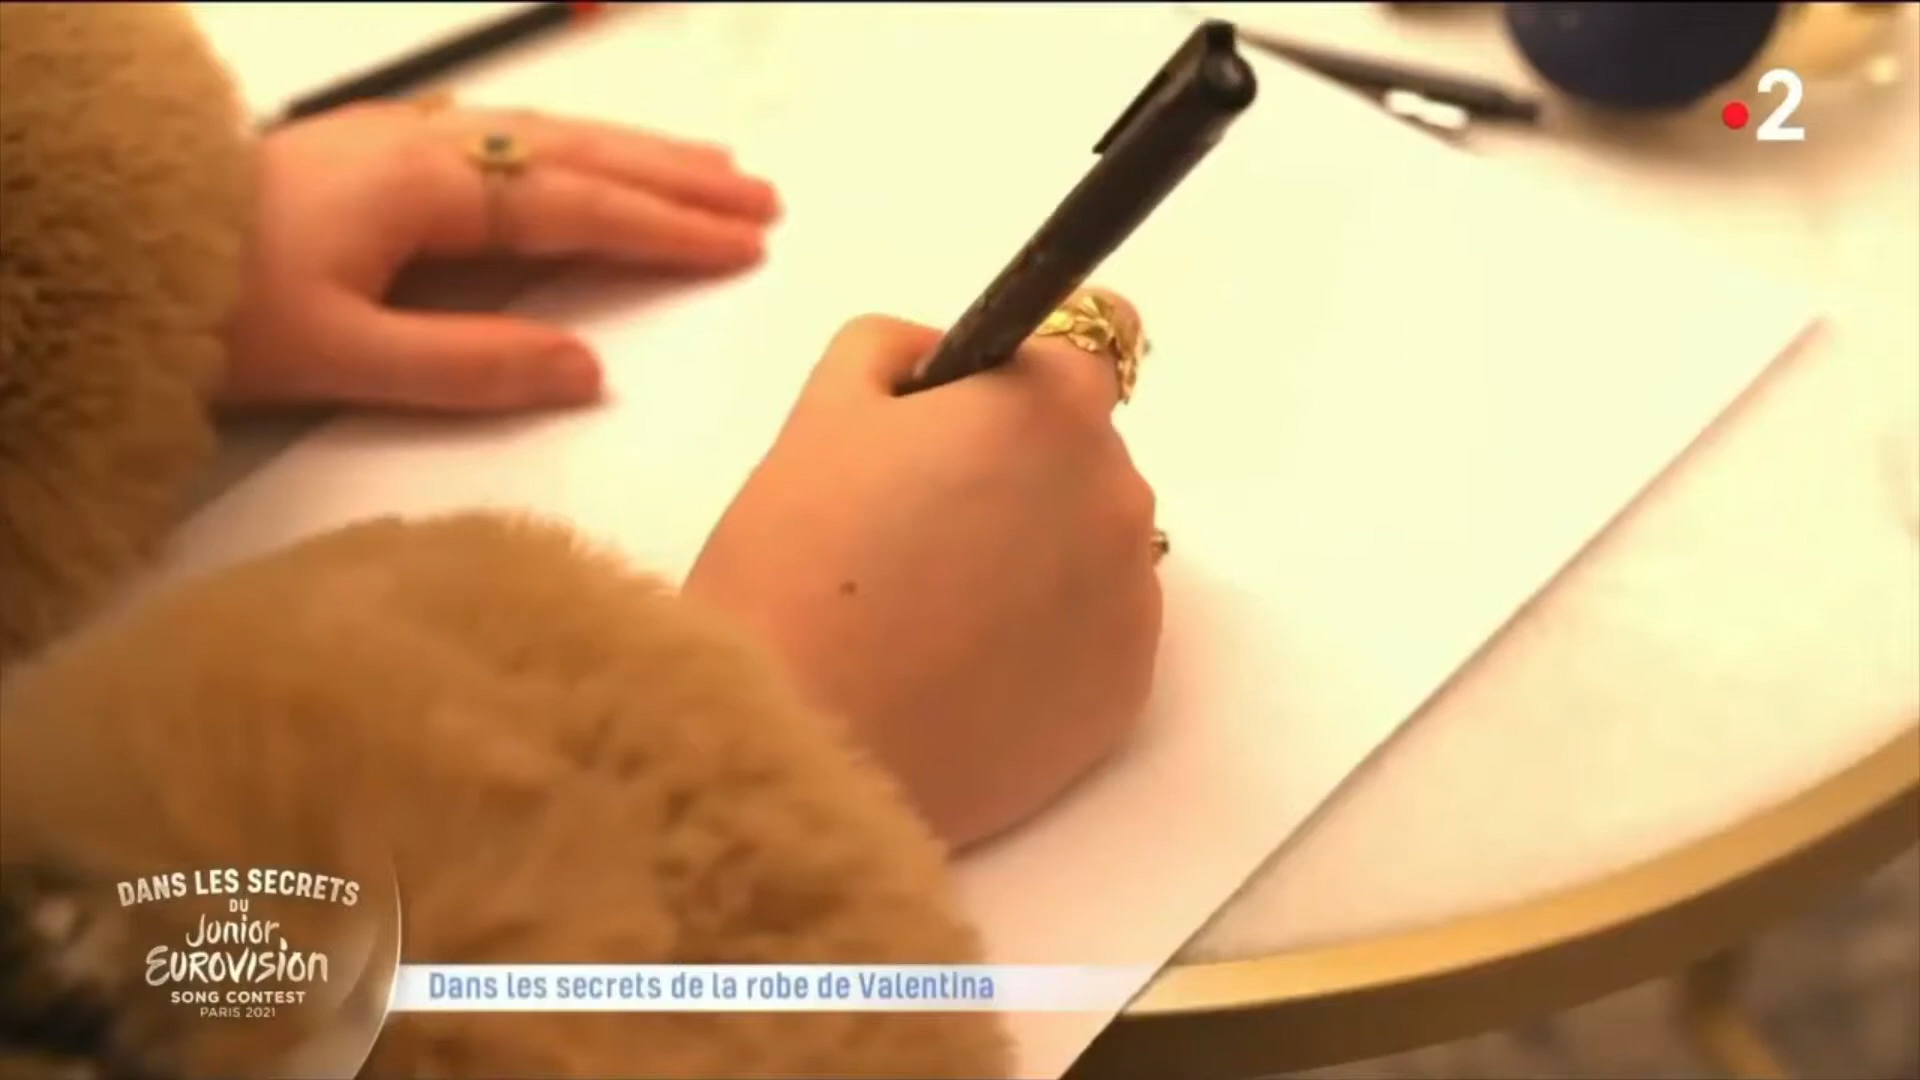 2
DANS LES SECRETS
DU
Junior
EUROVISION
SONG CONTEST
PARIS 2021
Dans les secrets de la robe de Valentina